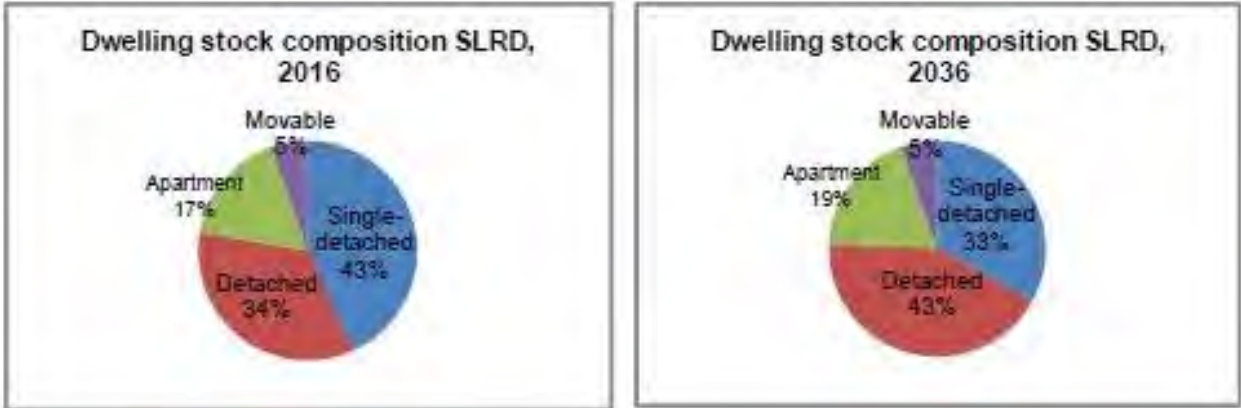 Dwelling stock composition SLRD,
2016
Movable
5%
Apartment
17%
Single-
detached
43%
Detached
34%
Dwelling stock composition SLRD,
2036
Movable
5%
Apartment
19%
Single-
detached
33%
Detached
43%